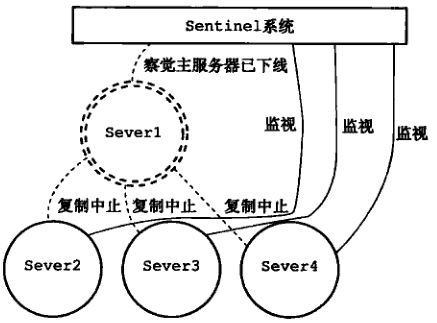 Sentinel系统
察觉主服务器已下线
Sever1
监视
监视
监视
复制中止
复制中止
复制中止
Sever2
Sever3
Sever4